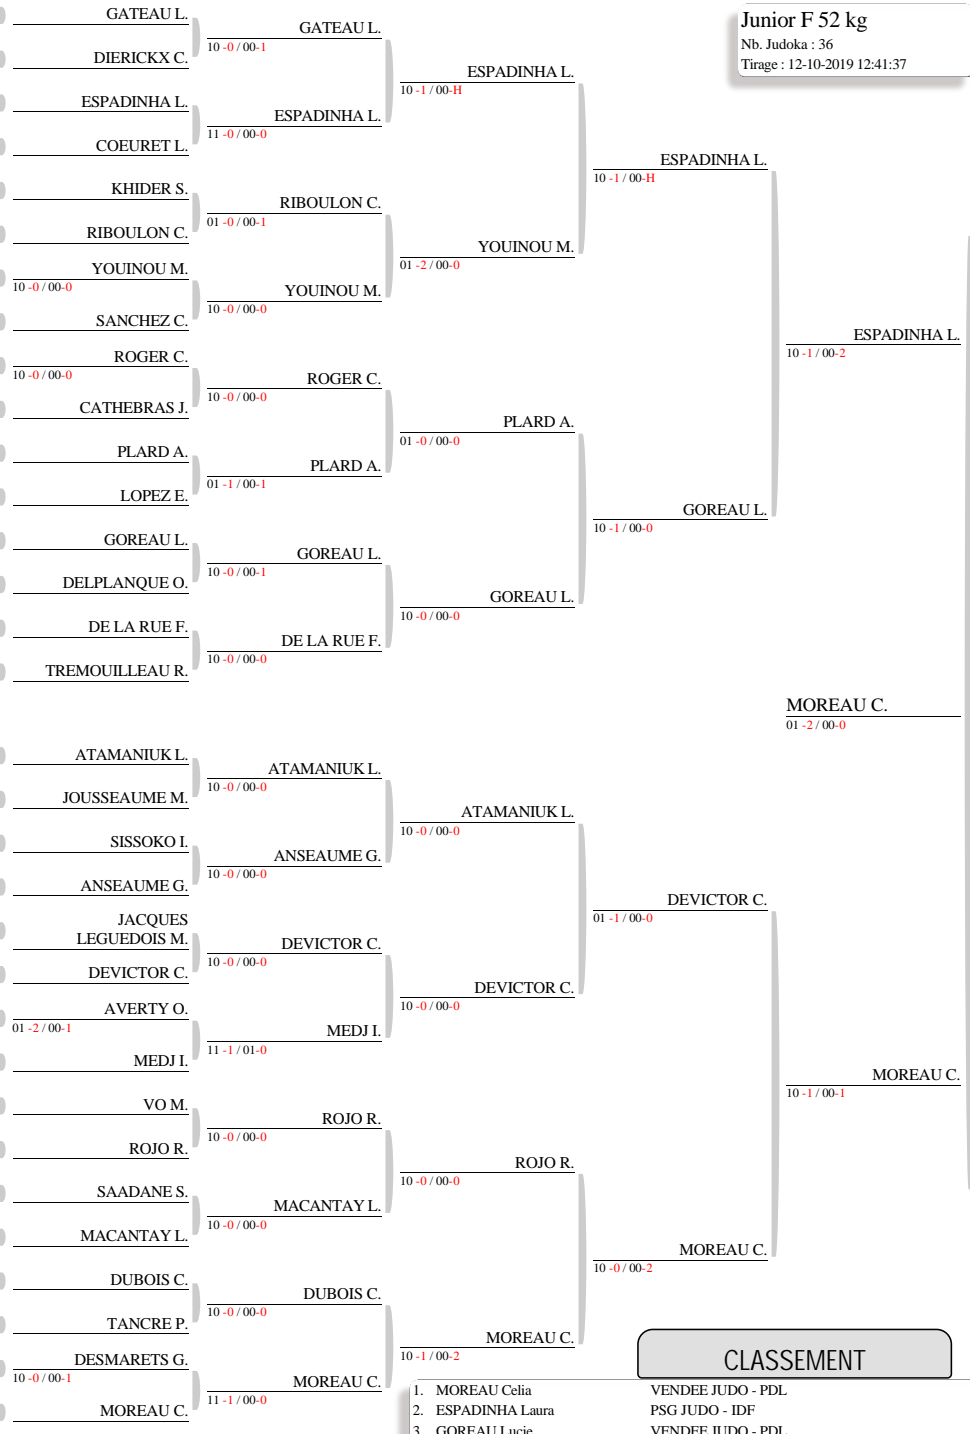 Junior F 52 kg
Nb. Judoka : 36
Tirage : 12-10-2019 12:41:37
GATEAU L.
DIERICKX C.
ESPADINHA L.
COEURET L.
KHIDER S.
RIBOULON C.
YOUINOU M.
10 -0 / 00-0
SANCHEZ C.
ROGER C.
10 -0 / 00-0
CATHEBRAS J.
PLARD A.
LOPEZ E.
GOREAU L.
DELPLANQUE O.
DE LA RUE F.
TREMOUILLEAU R.
ATAMANIUK L.
JOUSSEAUME M.
SISSOKO I.
ANSEAUME G.
JACQUES
LEGUEDOIS M.
DEVICTOR C.
AVERTY O.
01 -2 / 00-1
MEDJ I.
VO M.
ROJO R.
SAADANE S.
MACANTAY L.
DUBOIS C.
TANCRE P.
DESMARETS G.
10 -0 / 00-1
MOREAU C.
GATEAU L.
10 -0 / 00-1
ESPADINHA L.
11 -0 / 00-0
RIBOULON C.
01 -0 / 00-1
YOUINOU M.
10 -0 / 00-0
ROGER C.
10 -0 / 00-0
PLARD A.
01 -1 / 00-1
GOREAU L.
10 -0 / 00-1
DE LA RUE F.
10 -0 / 00-0
ATAMANIUK L.
10 -0 / 00-0
ANSEAUME G.
10 -0 / 00-0
DEVICTOR C.
10 -0 / 00-0
MEDJ I.
11 -1 / 01-0
ROJO R.
10 -0 / 00-0
MACANTAY L.
10 -0 / 00-0
DUBOIS C.
10 -0 / 00-0
MOREAU C.
11 -1 / 00-0
ESPADINHA L.
10 -1 / 00-H
YOUINOU M.
01 -2 / 00-0
PLARD A.
01 -0 / 00-0
GOREAU L.
10 -0 / 00-0
ATAMANIUK L.
10 -0 / 00-0
DEVICTOR C.
10 -0 / 00-0
ROJO R.
10 -0 / 00-0
MOREAU C.
10 -1 / 00-2
ESPADINHA L.
10 -1 / 00-H
GOREAU L.
10 -1 / 00-0
DEVICTOR C.
01 -1 / 00-0
MOREAU C.
10 -0 / 00-2
ESPADINHA L.
10 -1 / 00-2
MOREAU C.
01 -2 / 00-0
MOREAU C.
10 -1 / 00-1
CLASSEMENT
1. MOREAU Celia VENDEE JUDO - PDL
2. ESPADINHA Laura PSG JUDO - IDF
3. GOREAU Lucie VENDEE JUDO - PDL